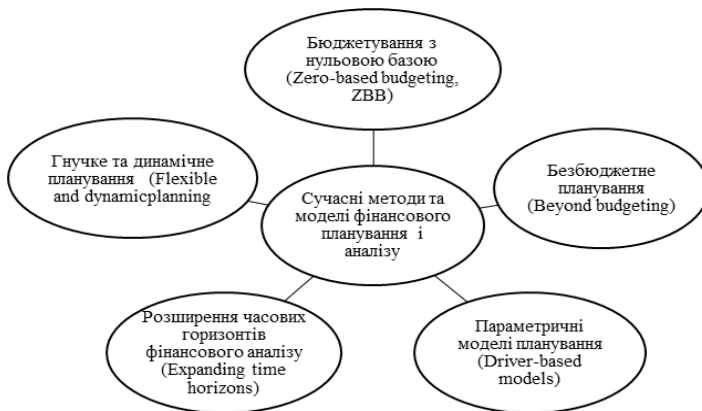 Бюджетування з
нульовою базою
(Zero-based budgeting,
ZBB)
Гнучке та динамічне
планування (Flexible
and dynamicplanning
Безбюджетне
планування
(Beyond budgeting)
Сучасні методи та
моделі фінансового
планування і
аналізу
Розширення часових
горизонтів
фінансового аналізу
(Expanding time
horizons)
Параметричні
моделі планування
(Driver-based
models)